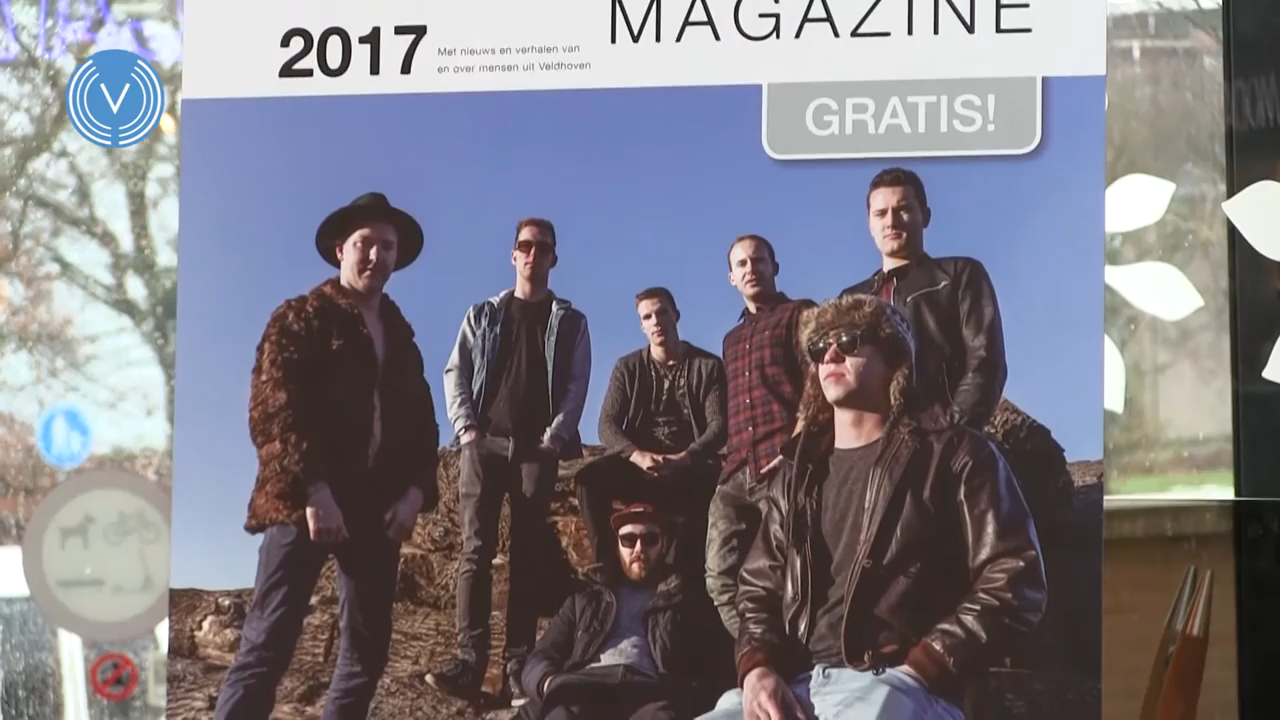 MAGAZINE
2017
Met nieuws en verhalen van
en over mensen uit Veldhoven
GRATIS!
V